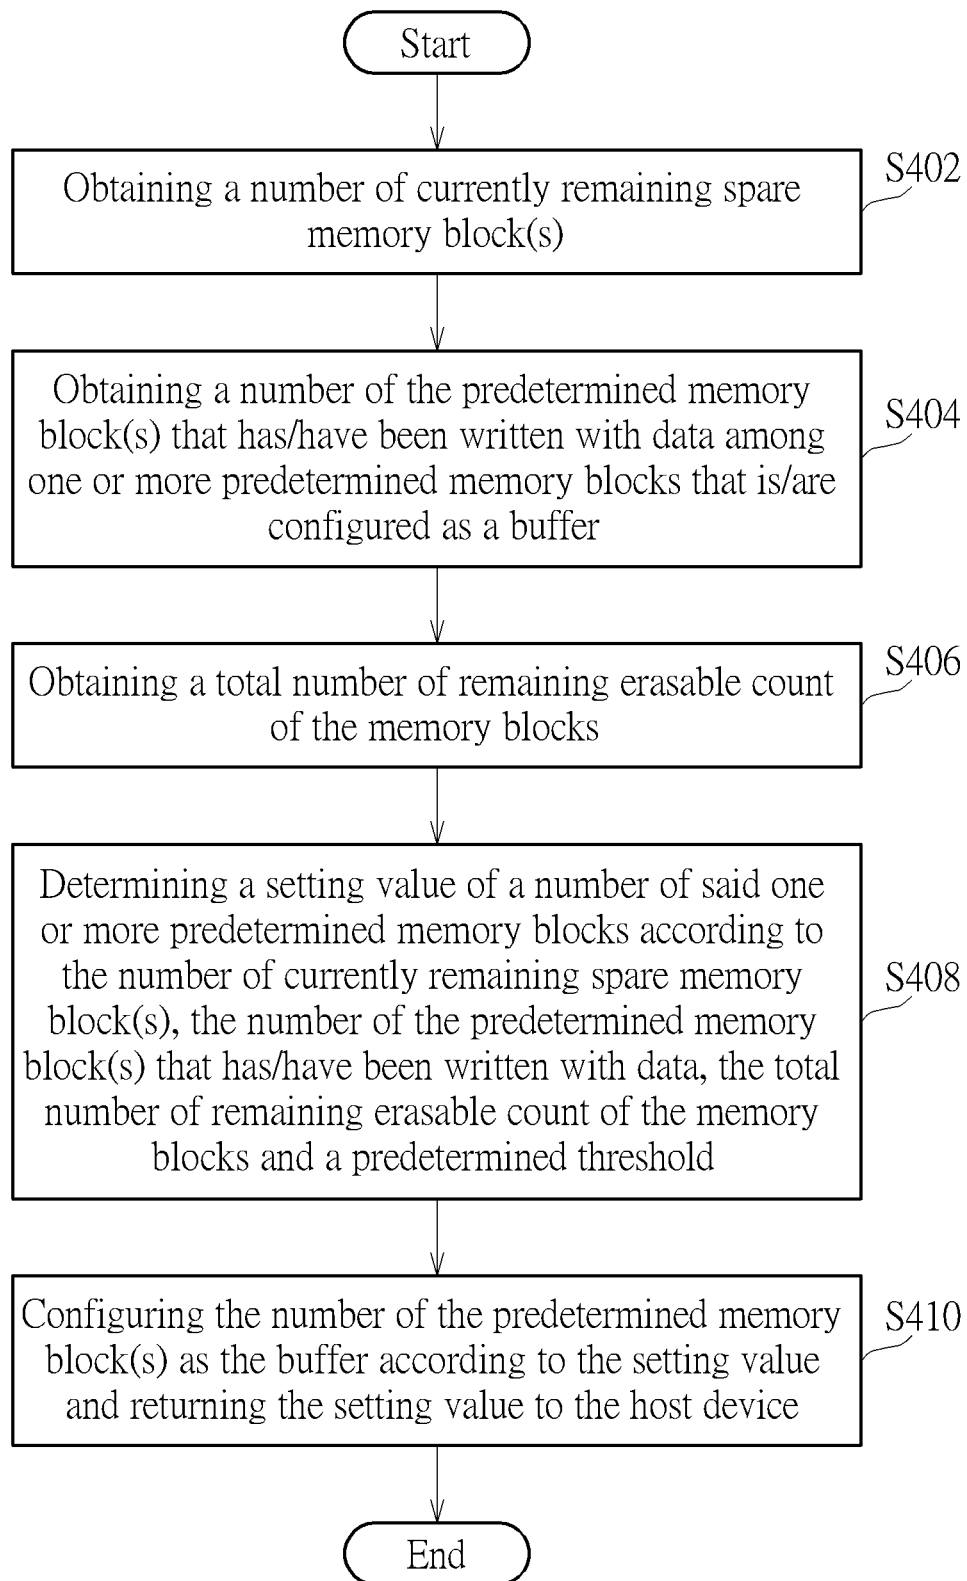 Start
Obtaining a number of currently remaining spare
memory block(s)
S402
Obtaining a number of the predetermined memory
block(s) that has/have been written with data among
one or more predetermined memory blocks that is/are
configured as a buffer
S404
Obtaining a total number of remaining erasable count
of the memory blocks
S406
Determining a setting value of a number of said one
or more predetermined memory blocks according to
the number of currently remaining spare memory
block(s), the number of the predetermined memory
block(s) that has/have been written with data, the total
number of remaining erasable count of the memory
blocks and a predetermined threshold
S408
Configuring the number of the predetermined memory
block(s) as the buffer according to the setting value
and returning the setting value to the host device
S410
End